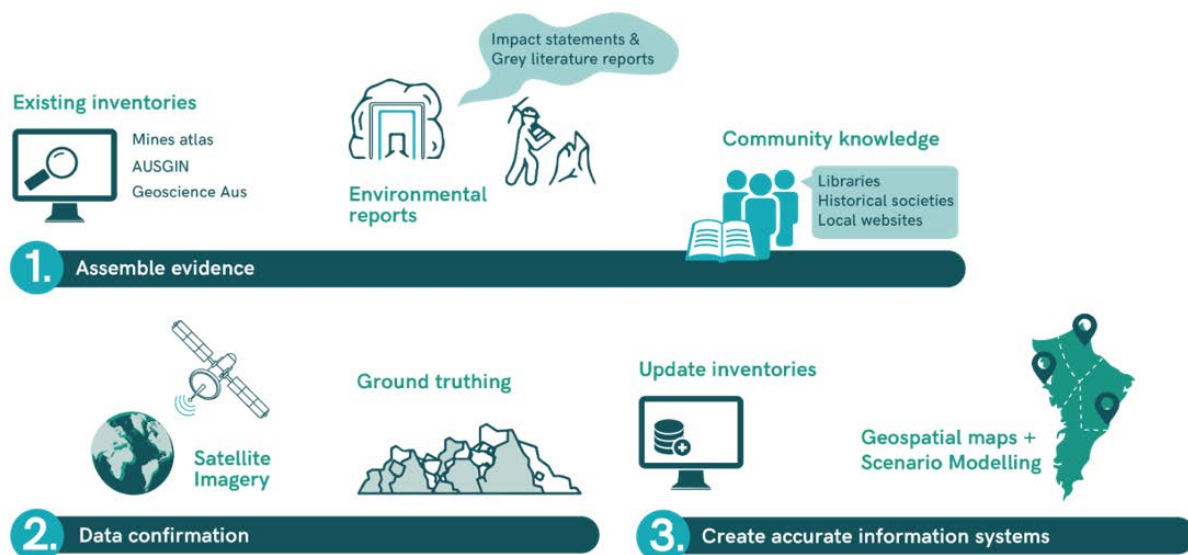 Impact statements &
Grey literature reports
Existing inventories
Mines atlas
AUSGIN
Geoscience Aus
Environmental
reports
Community knowledge
Libraries
Historical societies
Local websites
1. Assemble evidence
Satellite
Imagery
Ground truthing
2. Data confirmation
Update inventories
Geospatial maps +
Scenario Modelling
3. Create accurate information systems